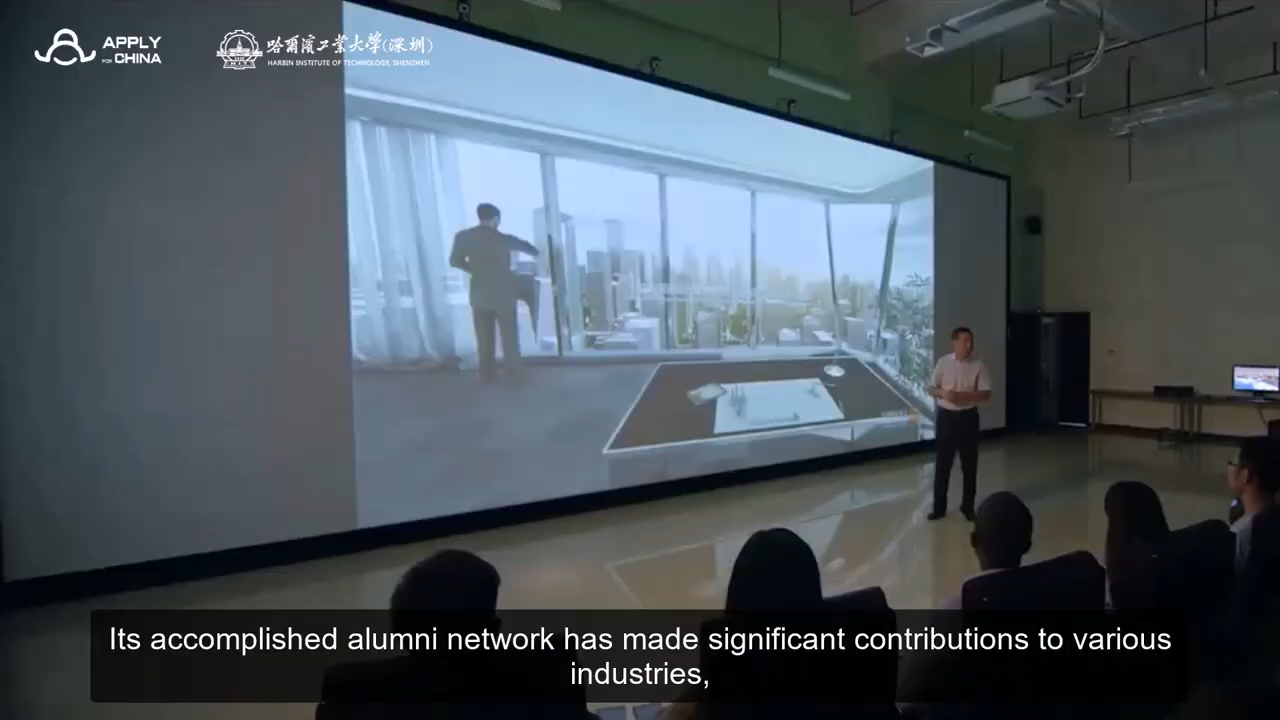 APPLY
FOR CHINA
哈爾濱工業大學(深圳)
HARBIN INSTITUTE OF TECHNOLOGY, SHENZHEN
HIT
Its accomplished alumni network has made significant contributions to various
industries,